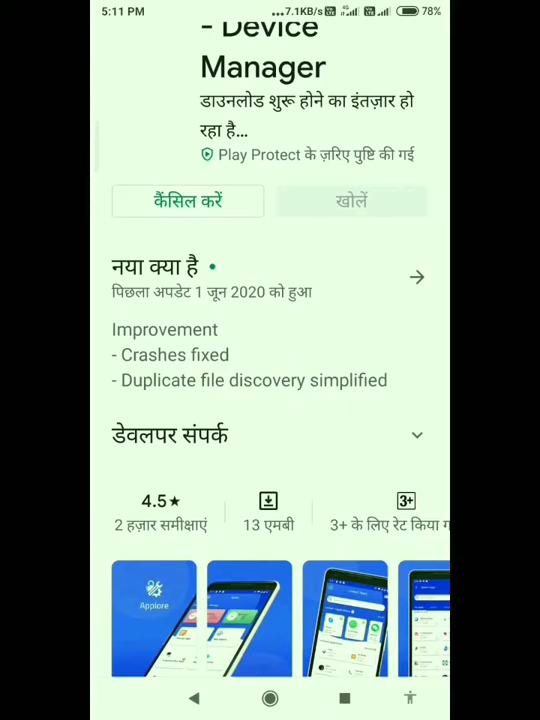 5:11 PM ...7.1KB/s 4G 78%
- Device
Manager
डाउनलोड शुरू होने का इंतज़ार हो
रहा है...
Play Protect के ज़रिए पुष्टि की गई
कैंसिल करें खोलें
नया क्या है •
पिछला अपडेट 1 जून 2020 को हुआ
Improvement
- Crashes fixed
- Duplicate file discovery simplified
डेवलपर संपर्क
4.5★ 3+
2 हज़ार समीक्षाएं 13 एमबी 3+ के लिए रेट किया ग
Applore